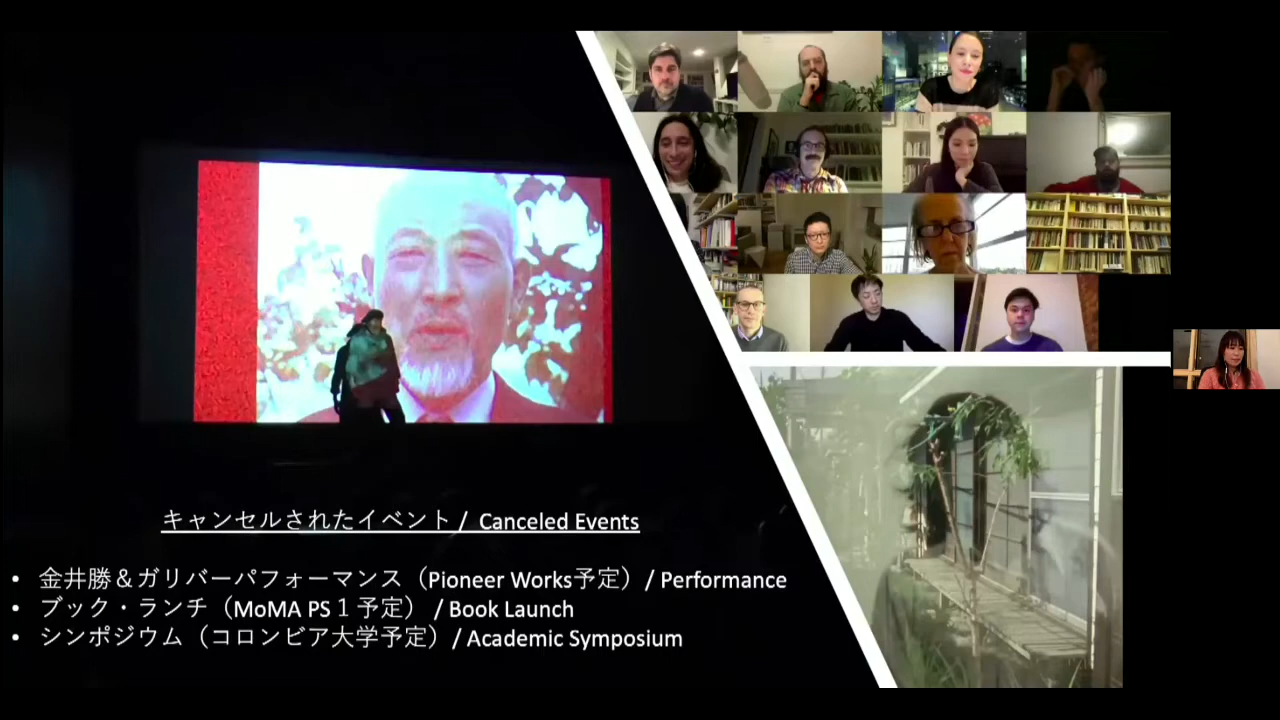 キャンセルされたイベント / Canceled Events
• 金井勝＆ガリバーパフォーマンス（Pioneer Works予定）/ Performance
• ブック・ランチ（MoMA PS１予定） / Book Launch
• シンポジウム（コロンビア大学予定）/ Academic Symposium